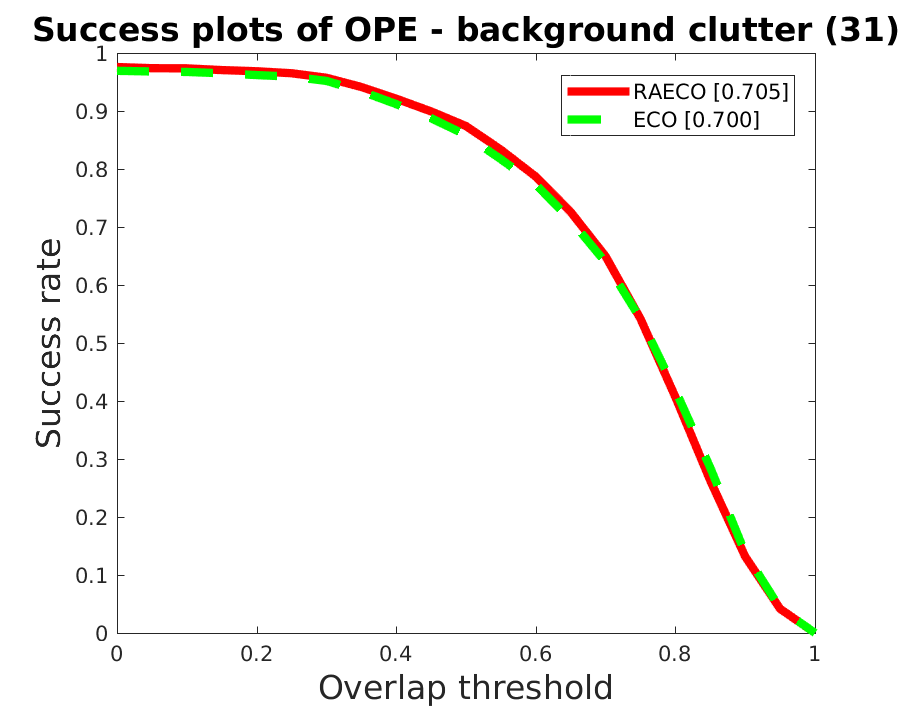 Success plots of OPE - background clutter (31)
1
0.9
0.8
0.7
0.6
0.5
0.4
0.3
0.2
0.1
0
Success rate
RAECO [0.705]
ECO [0.700]
0 0.2 0.4 0.6 0.8 1
Overlap threshold